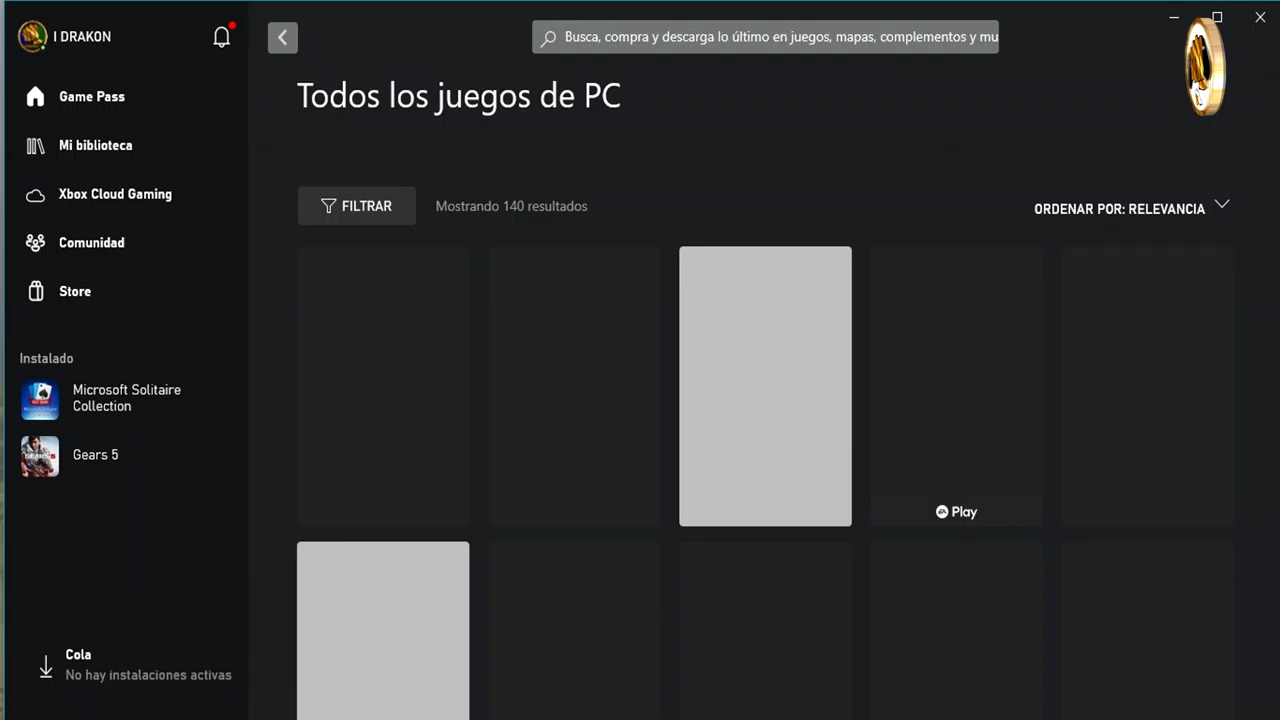 I DRAKON
Busca, compra y descarga lo último en juegos, mapas, complementos y mu
Game Pass
Mi biblioteca
Xbox Cloud Gaming
Comunidad
Store
Instalado
Microsoft Solitaire
Collection
Gears 5
Cola
No hay instalaciones activas
Todos los juegos de PC
FILTRAR
Mostrando 140 resultados
ORDENAR POR: RELEVANCIA
EA Play